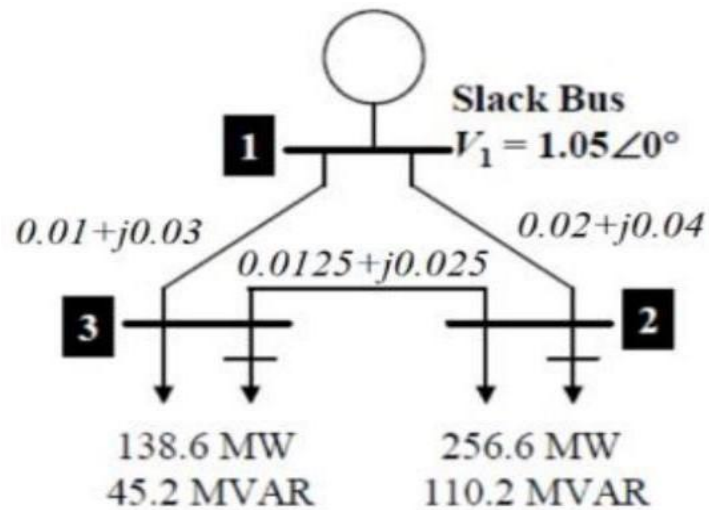 Slack Bus
1
V₁ = 1.05∠0°
0.01+j0.03
0.02+j0.04
0.0125+j0.025
3
2
138.6 MW
256.6 MW
45.2 MVAR
110.2 MVAR